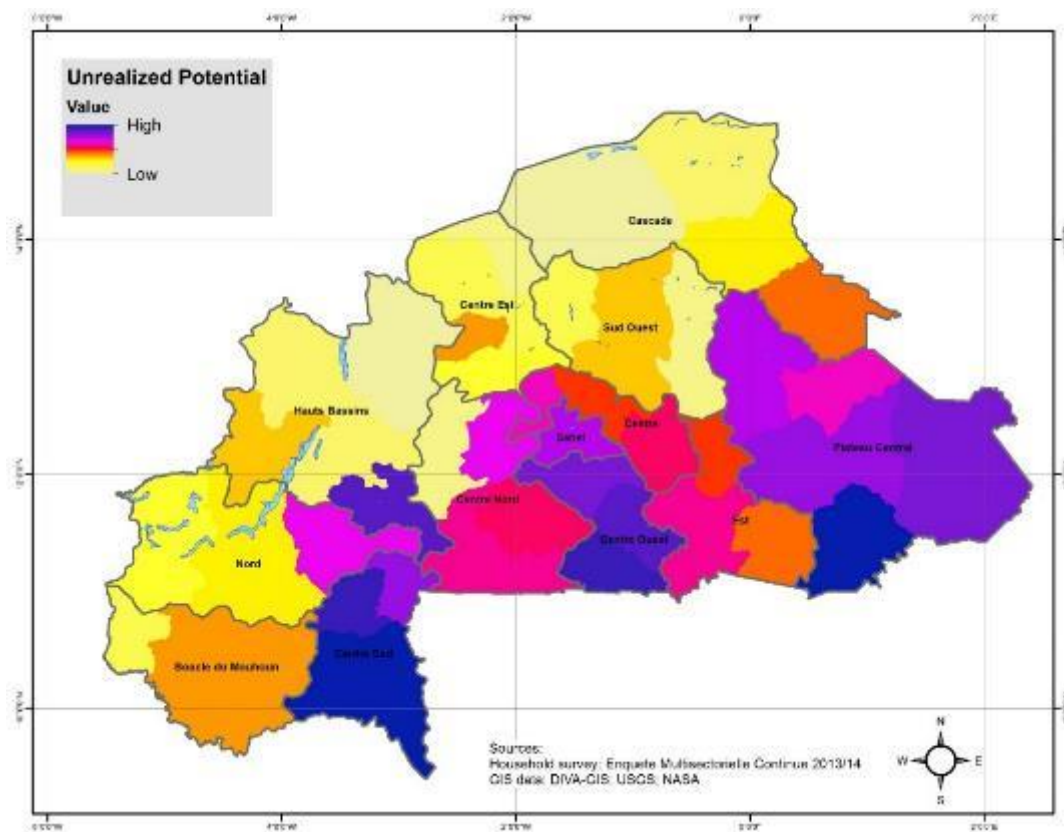 Unrealized Potential
Value
High
Low
Cascade
Centre Est
Sud Ouest
Hauts Bassins
Centre
Sahel
Plateau Central
Centre Nord
Est
Centre Ouest
Nord
Boucle du Mouhoun
Centre Sud
Sources:
Household survey: Enquete Multisectorielle Continue 2013/14
GIS data: DIVA-GIS; USGS; NASA
N
W
E
S